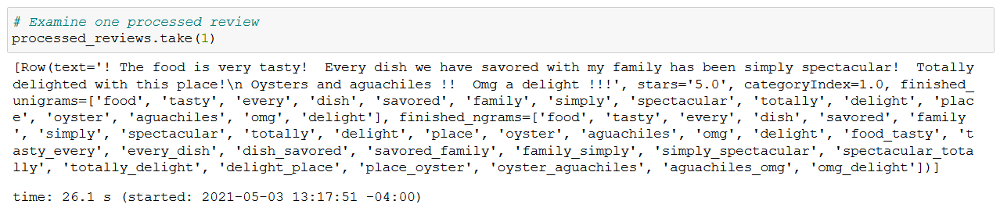 # Examine one processed review
processed_reviews.take(1)
[Row(text='! The food is very tasty!  Every dish we have savored with my family has been simply spectacular!  Totally
delighted with this place!\n Oysters and aguachiles !!  Omg a delight !!!', stars='5.0', categoryIndex=1.0, finished_
unigrams=['food', 'tasty', 'every', 'dish', 'savored', 'family', 'simply', 'spectacular', 'totally', 'delight', 'plac
e', 'oyster', 'aguachiles', 'omg', 'delight'], finished_ngrams=['food', 'tasty', 'every', 'dish', 'savored', 'family
', 'simply', 'spectacular', 'totally', 'delight', 'place', 'oyster', 'aguachiles', 'omg', 'delight', 'food_tasty', 't
asty_every', 'every_dish', 'dish_savored', 'savored_family', 'family_simply', 'simply_spectacular', 'spectacular_tota
lly', 'totally_delight', 'delight_place', 'place_oyster', 'oyster_aguachiles', 'aguachiles_omg', 'omg_delight'])]
time: 26.1 s (started: 2021-05-03 13:17:51 -04:00)